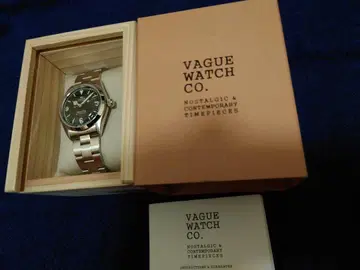 VAGUE
WATCH
CO.
NOSTALGIC &
CONTEMPORARY
TIMEPIECES
VAGUE
WATCH
CO.
NOSTALGIC &
CONTEMPORARY
TIMEPIECES